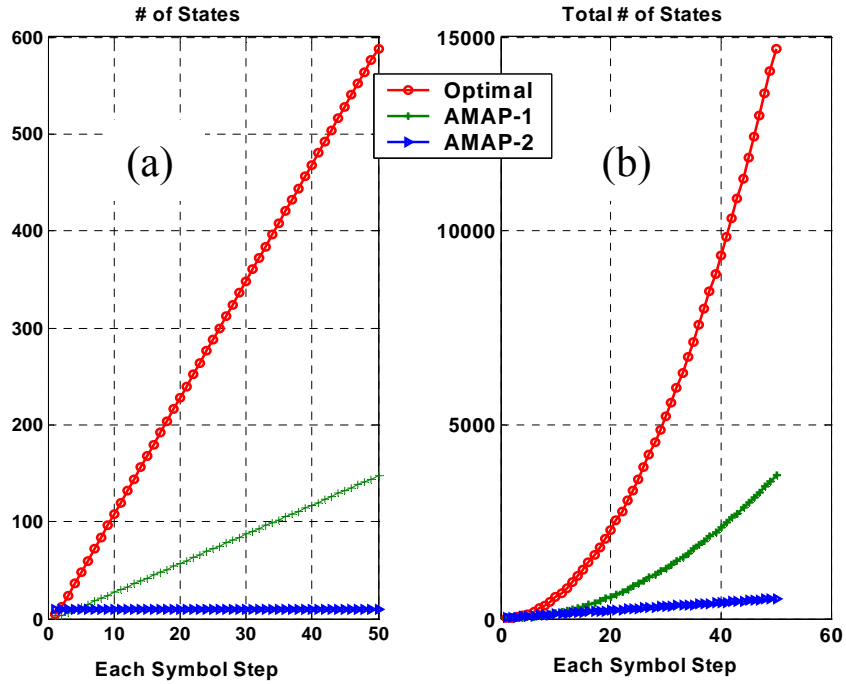 # of States
600
500
400
300
200
100
0
10
20
30
40
50
Each Symbol Step
(a)
Optimal
AMAP-1
AMAP-2
Total # of States
15000
10000
5000
0
0
20
40
60
Each Symbol Step
(b)